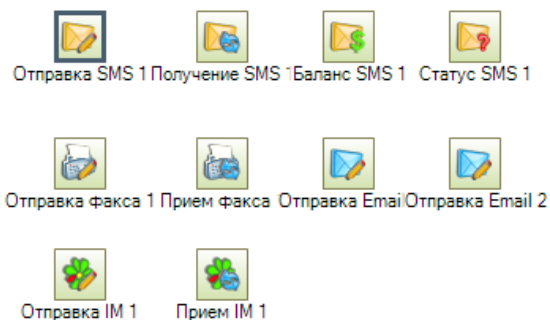 Отправка SMS 1 Получение SMS 1 Баланс SMS 1 Статус SMS 1
Отправка факса 1 Прием факса Отправка Email Отправка Email 2
Отправка IM 1 Прием IM 1